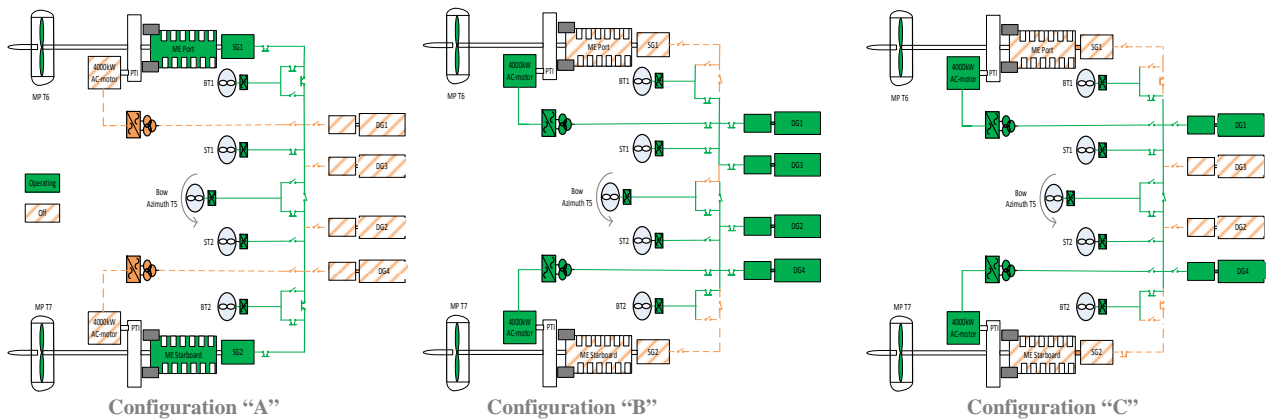 ME Port
SG1
4000kW
AC-motor
PTI
BT1
MP T6
DG1
ST1
DG3
Operating
Bow
Azimuth T5
Off
DG2
ST2
DG4
MP T7
BT2
4000kW
AC-motor
PTI
ME Starboard
SG2
Configuration “A”
ME Port
SG1
4000kW
AC-motor
PTI
BT1
MP T6
DG1
ST1
DG3
Bow
Azimuth T5
DG2
ST2
DG4
MP T7
BT2
4000kW
AC-motor
PTI
ME Starboard
SG2
Configuration “B”
ME Port
SG1
4000kW
AC-motor
PTI
BT1
MP T6
DG1
ST1
DG3
Bow
Azimuth T5
DG2
ST2
DG4
MP T7
BT2
4000kW
AC-motor
PTI
ME Starboard
SG2
Configuration “C”